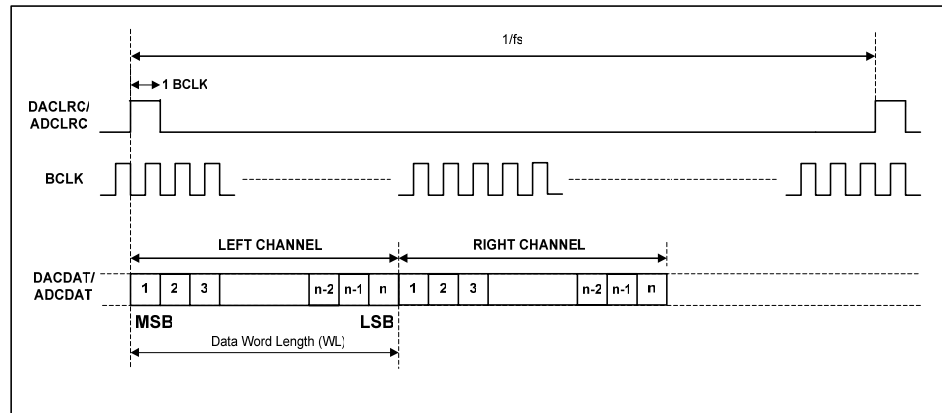 1/fs
1 BCLK
DACLRC/
ADCLRC
BCLK
LEFT CHANNEL
RIGHT CHANNEL
DACDAT/
ADCDAT
1 2 3 n-2 n-1 n 1 2 3 n-2 n-1 n
MSB LSB
Data Word Length (WL)